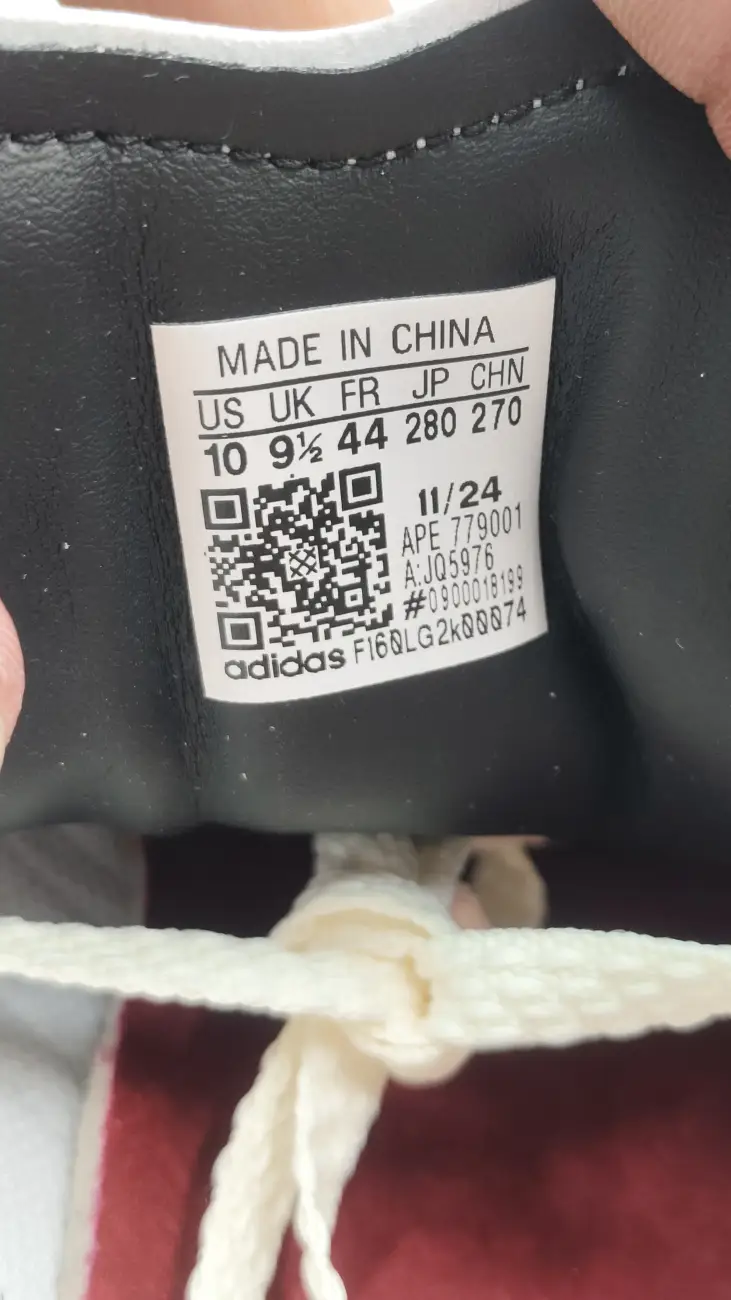 MADE IN CHINA
US UK FR JP CHN
10 9½ 44 280 270
11/24
APE 779001
A:JQ5976
#0900018199
adidas F160LG2k00074